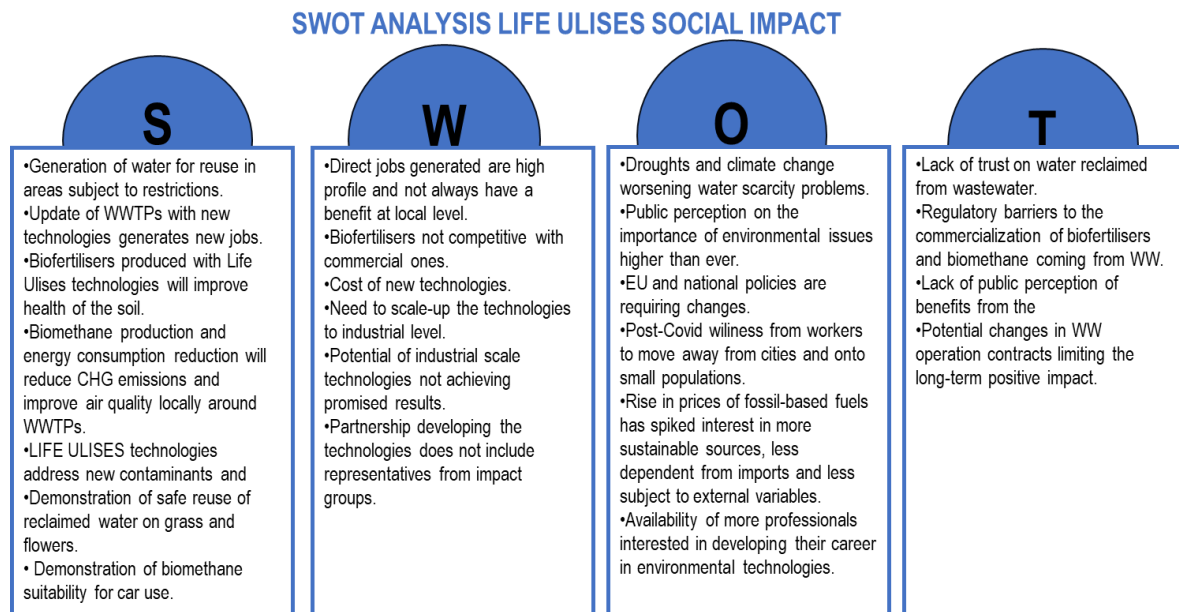 SWOT ANALYSIS LIFE ULISES SOCIAL IMPACT
S
•Generation of water for reuse in
areas subject to restrictions.
•Update of WWTPs with new
technologies generates new jobs.
•Biofertilisers produced with Life
Ulises technologies will improve
health of the soil.
•Biomethane production and
energy consumption reduction will
reduce CHG emissions and
improve air quality locally around
WWTPs.
•LIFE ULISES technologies
address new contaminants and
•Demonstration of safe reuse of
reclaimed water on grass and
flowers.
• Demonstration of biomethane
suitability for car use.
W
•Direct jobs generated are high
profile and not always have a
benefit at local level.
•Biofertilisers not competitive with
commercial ones.
•Cost of new technologies.
•Need to scale-up the technologies
to industrial level.
•Potential of industrial scale
technologies not achieving
promised results.
•Partnership developing the
technologies does not include
representatives from impact
groups.
O
•Droughts and climate change
worsening water scarcity problems.
•Public perception on the
importance of environmental issues
higher than ever.
•EU and national policies are
requiring changes.
•Post-Covid wiliness from workers
to move away from cities and onto
small populations.
•Rise in prices of fossil-based fuels
has spiked interest in more
sustainable sources, less
dependent from imports and less
subject to external variables.
•Availability of more professionals
interested in developing their career
in environmental technologies.
T
•Lack of trust on water reclaimed
from wastewater.
•Regulatory barriers to the
commercialization of biofertilisers
and biomethane coming from WW.
•Lack of public perception of
benefits from the
•Potential changes in WW
operation contracts limiting the
long-term positive impact.